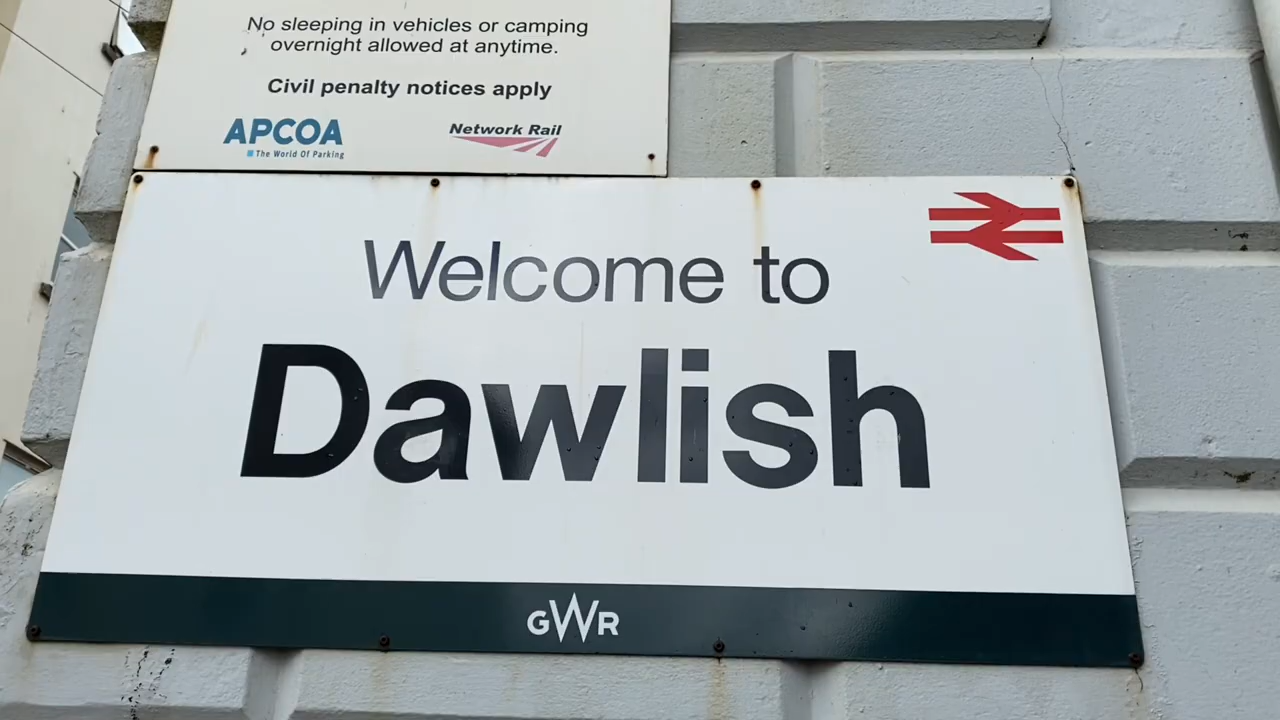 No sleeping in vehicles or camping
overnight allowed at anytime.
Civil penalty notices apply
APCOA
The World Of Parking
Network Rail
Welcome to
Dawlish
GWR